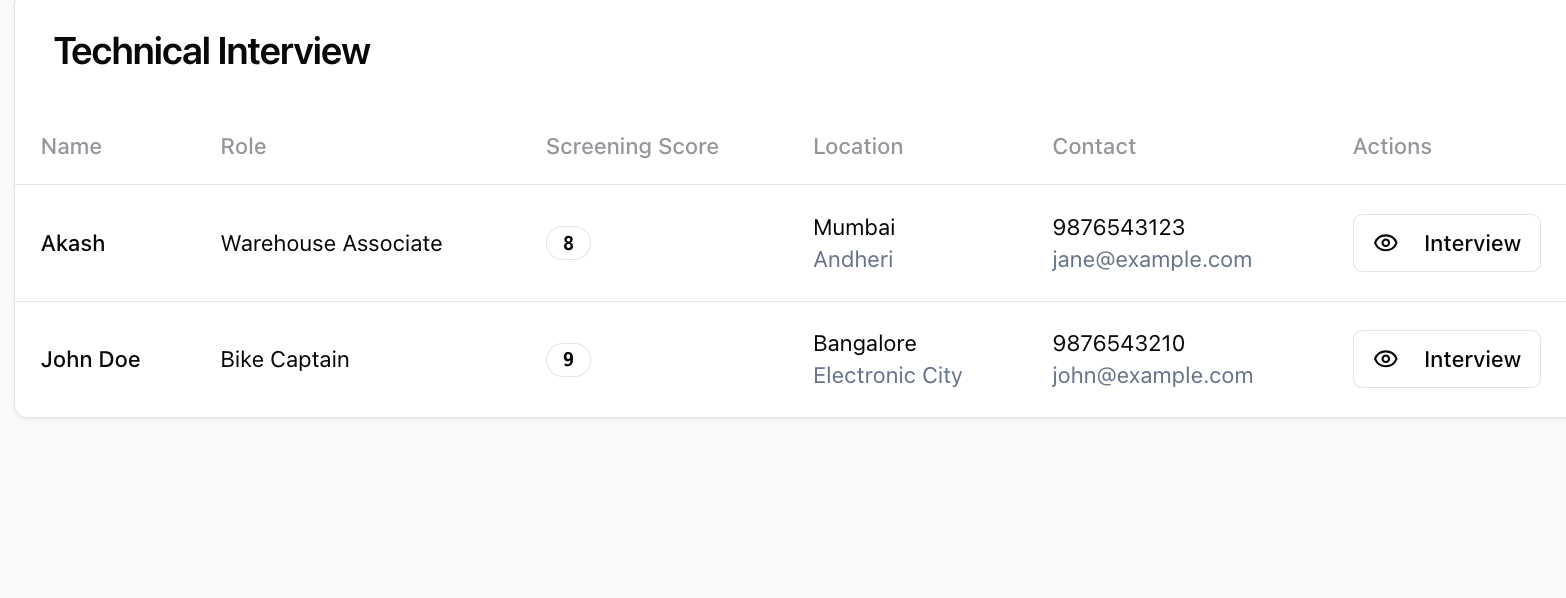 Technical Interview
Name Role Screening Score Location Contact Actions
Akash Warehouse Associate 8 Mumbai 9876543123 Interview
Andheri jane@example.com
John Doe Bike Captain 9 Bangalore 9876543210 Interview
Electronic City john@example.com